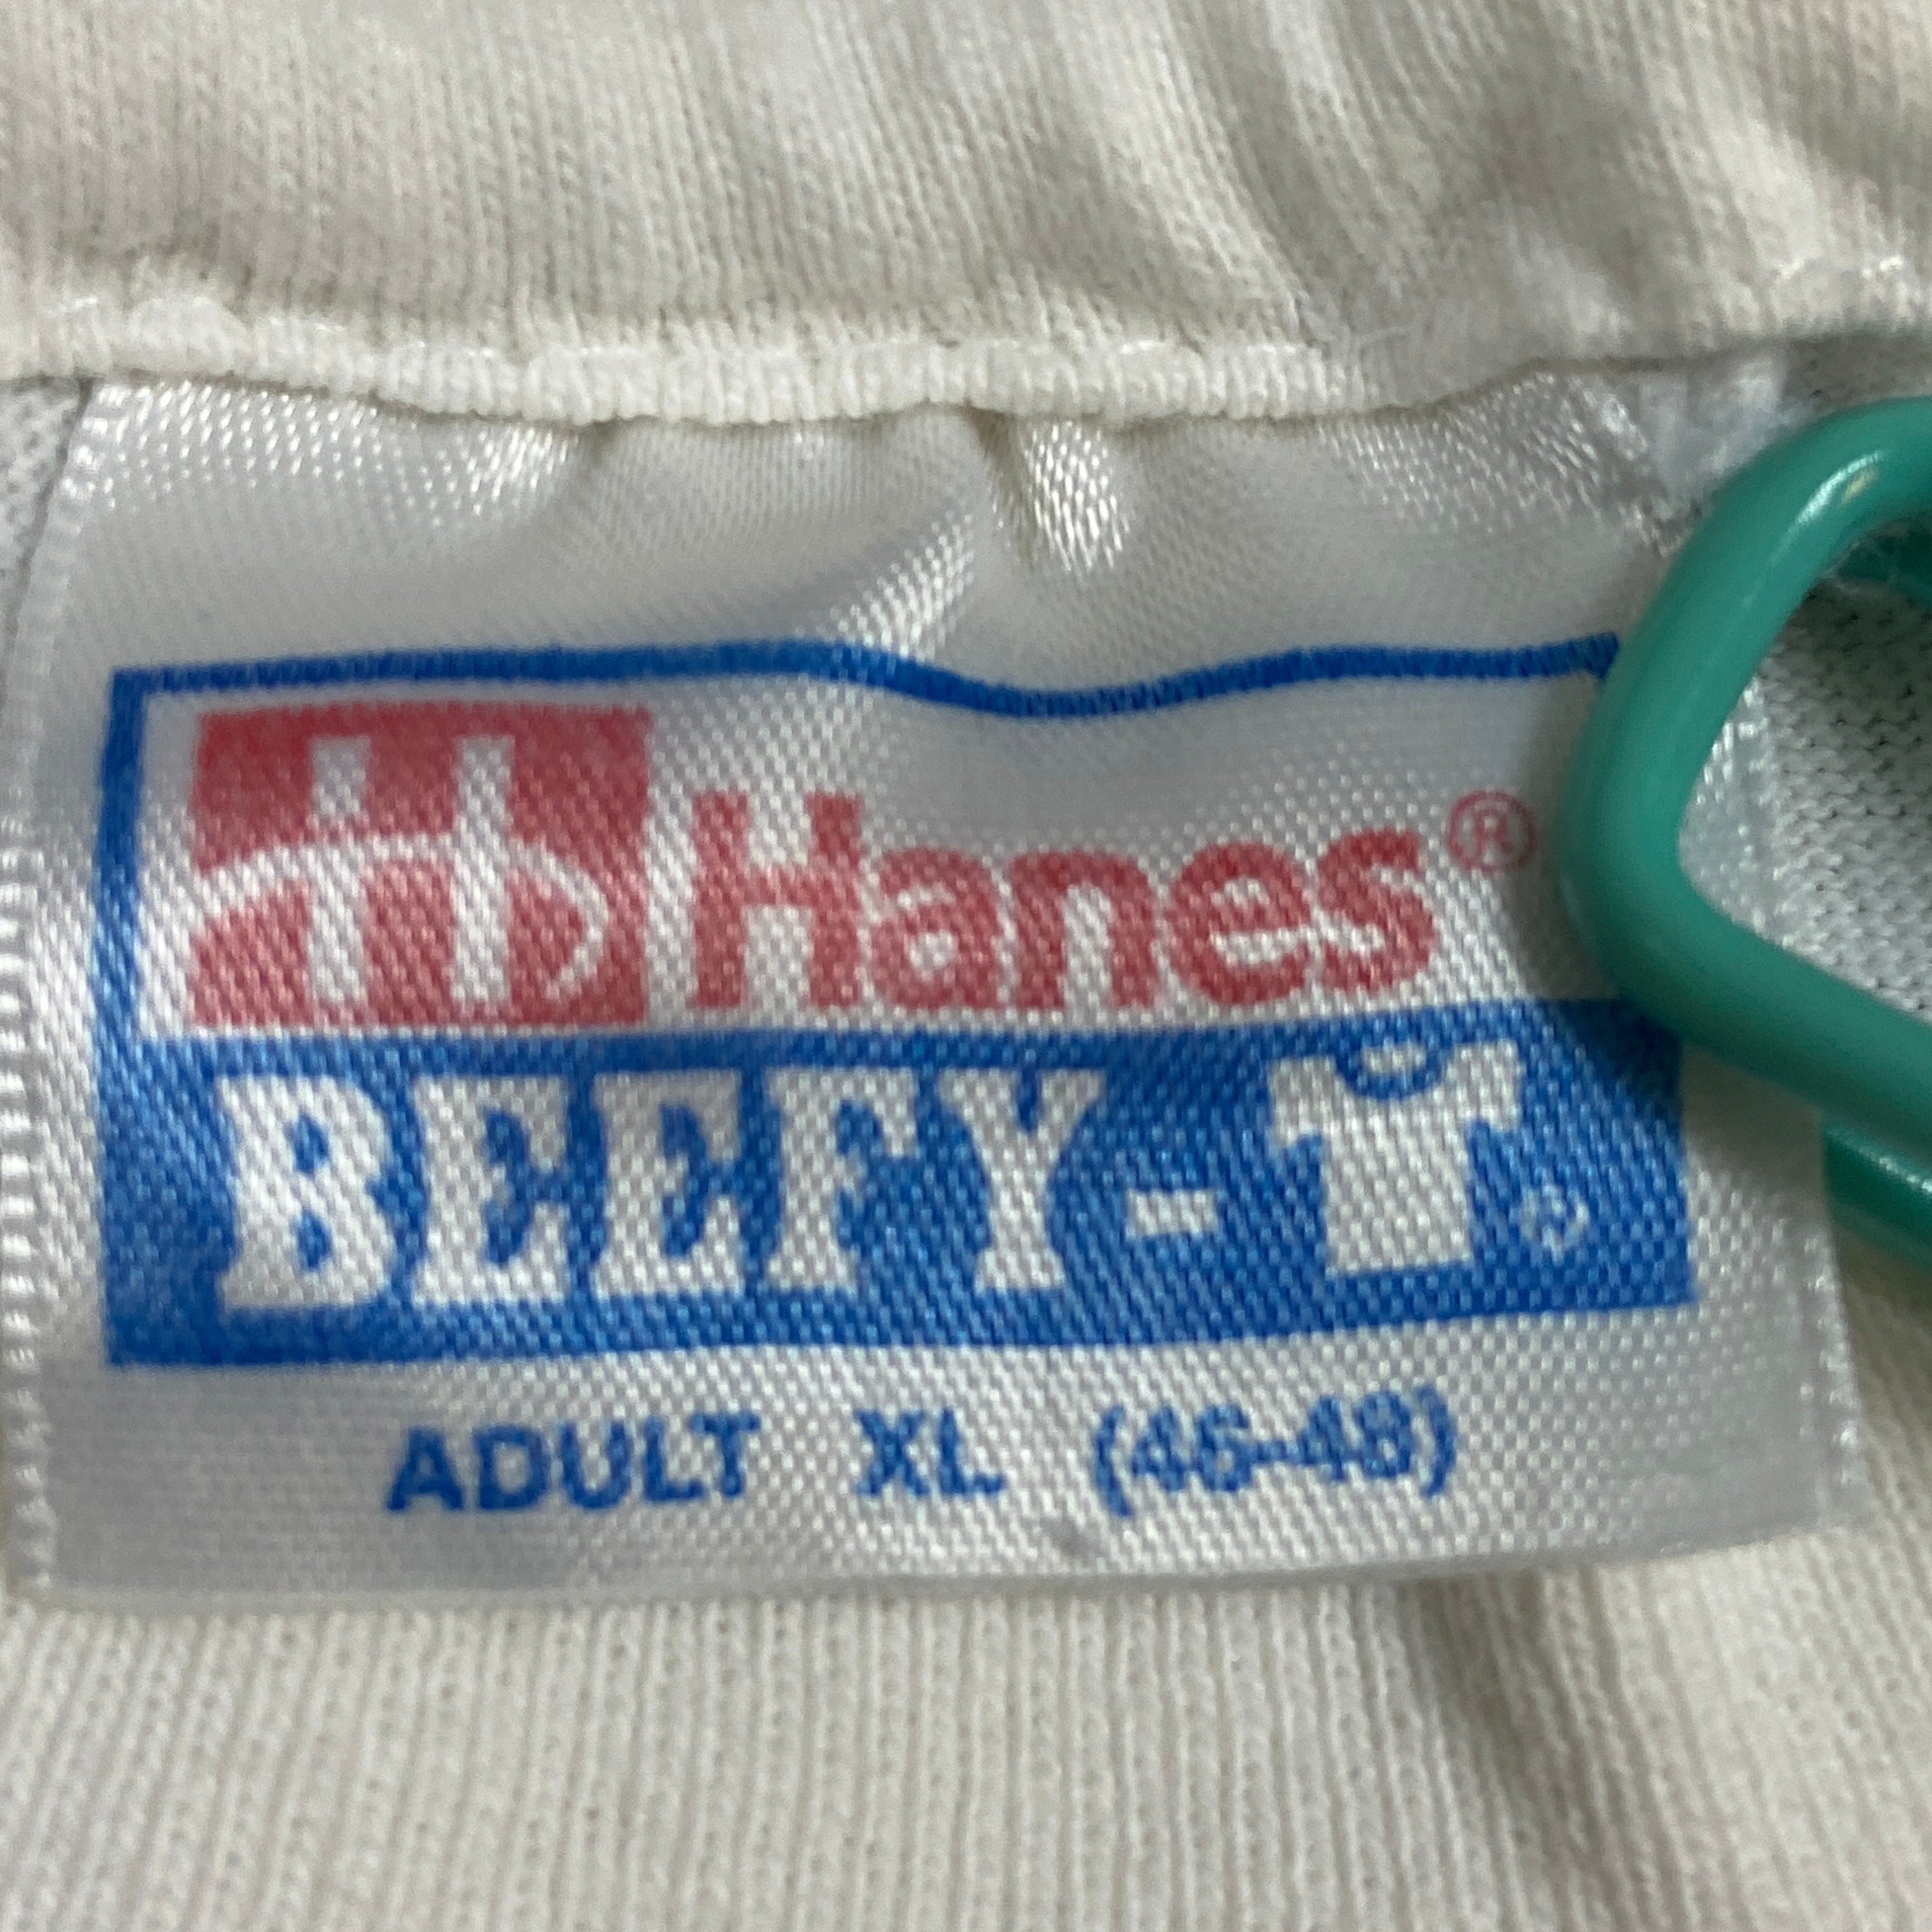 Hanes®
BEEFY-T®
ADULT XL (46-48)